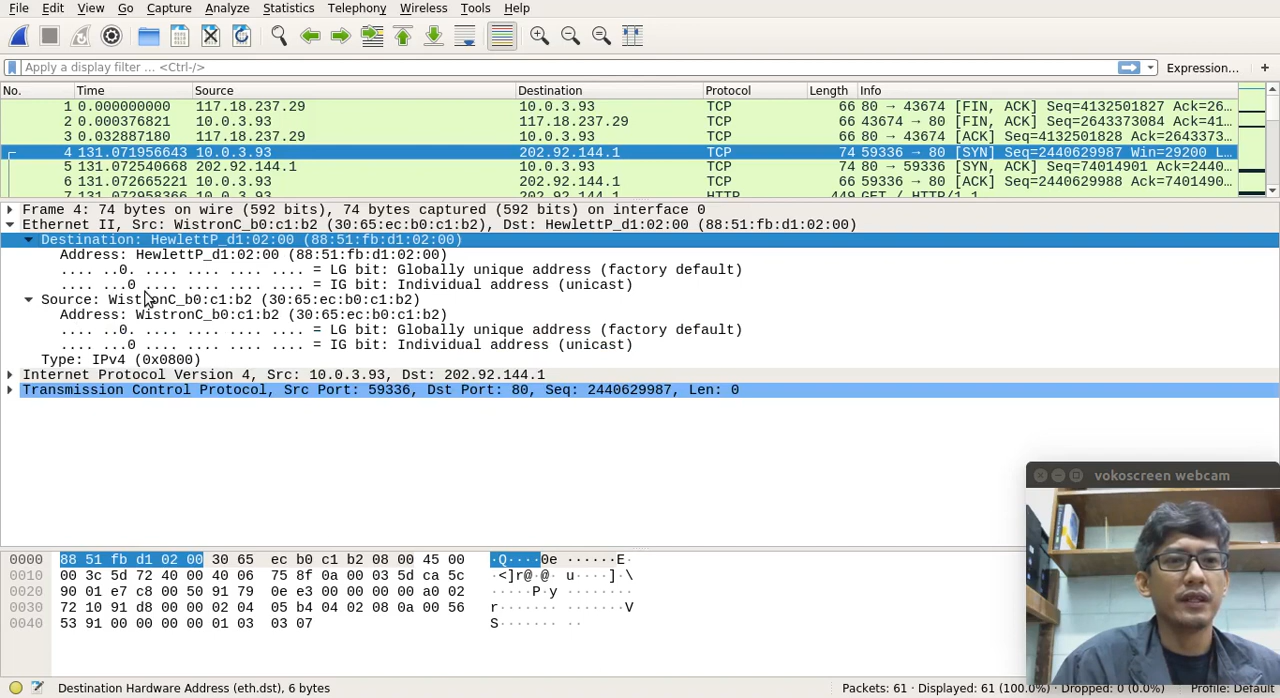 File Edit View Go Capture Analyze Statistics Telephony Wireless Tools Help
Apply a display filter ... <Ctrl-/> Expression... +
No. Time Source Destination Protocol Length Info
1 0.000000000 117.18.237.29 10.0.3.93 TCP 66 80 → 43674 [FIN, ACK] Seq=4132501827 Ack=26…
2 0.000376821 10.0.3.93 117.18.237.29 TCP 66 43674 → 80 [FIN, ACK] Seq=2643373084 Ack=41…
3 0.032887180 117.18.237.29 10.0.3.93 TCP 66 80 → 43674 [ACK] Seq=4132501828 Ack=2643373…
4 131.071956643 10.0.3.93 202.92.144.1 TCP 74 59336 → 80 [SYN] Seq=2440629987 Win=29200 L…
5 131.072540668 202.92.144.1 10.0.3.93 TCP 74 80 → 59336 [SYN, ACK] Seq=74014901 Ack=2440…
6 131.072665221 10.0.3.93 202.92.144.1 TCP 66 59336 → 80 [ACK] Seq=2440629988 Ack=7401490…
7 131.072958366 10.0.3.93 202.92.144.1 HTTP 449 GET / HTTP/1.1
Frame 4: 74 bytes on wire (592 bits), 74 bytes captured (592 bits) on interface 0
Ethernet II, Src: WistronC_b0:c1:b2 (30:65:ec:b0:c1:b2), Dst: HewlettP_d1:02:00 (88:51:fb:d1:02:00)
Destination: HewlettP_d1:02:00 (88:51:fb:d1:02:00)
Address: HewlettP_d1:02:00 (88:51:fb:d1:02:00)
.... ..0. .... .... .... .... = LG bit: Globally unique address (factory default)
.... ...0 .... .... .... .... = IG bit: Individual address (unicast)
Source: WistronC_b0:c1:b2 (30:65:ec:b0:c1:b2)
Address: WistronC_b0:c1:b2 (30:65:ec:b0:c1:b2)
.... ..0. .... .... .... .... = LG bit: Globally unique address (factory default)
.... ...0 .... .... .... .... = IG bit: Individual address (unicast)
Type: IPv4 (0x0800)
Internet Protocol Version 4, Src: 10.0.3.93, Dst: 202.92.144.1
Transmission Control Protocol, Src Port: 59336, Dst Port: 80, Seq: 2440629987, Len: 0
vokoscreen webcam
0000 88 51 fb d1 02 00 30 65 ec b0 c1 b2 08 00 45 00 ·Q····0e ······E·
0010 00 3c 5d 72 40 00 40 06 75 8f 0a 00 03 5d ca 5c ·<]r@·@· u····]·\
0020 90 01 e7 c8 00 50 91 79 0e e3 00 00 00 00 a0 02 ·····P·y ········
0030 72 10 91 d8 00 00 02 04 05 b4 04 02 08 0a 00 56 r······· ·······V
0040 53 91 00 00 00 00 01 03 03 07 S······· ··
Destination Hardware Address (eth.dst), 6 bytes Packets: 61 · Displayed: 61 (100.0%) · Dropped: 0 (0.0%) Profile: Default